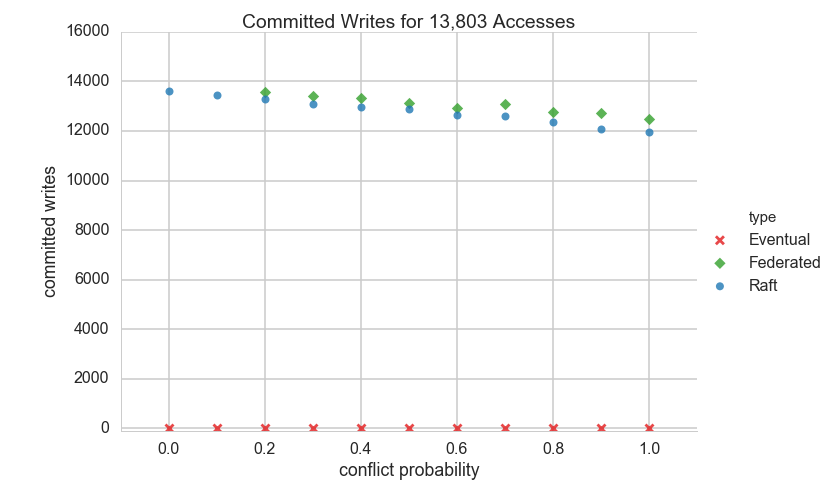 Committed Writes for 13,803 Accesses
16000
14000
12000
10000
8000
6000
4000
2000
0
committed writes
0.0 0.2 0.4 0.6 0.8 1.0
conflict probability
type
Eventual
Federated
Raft